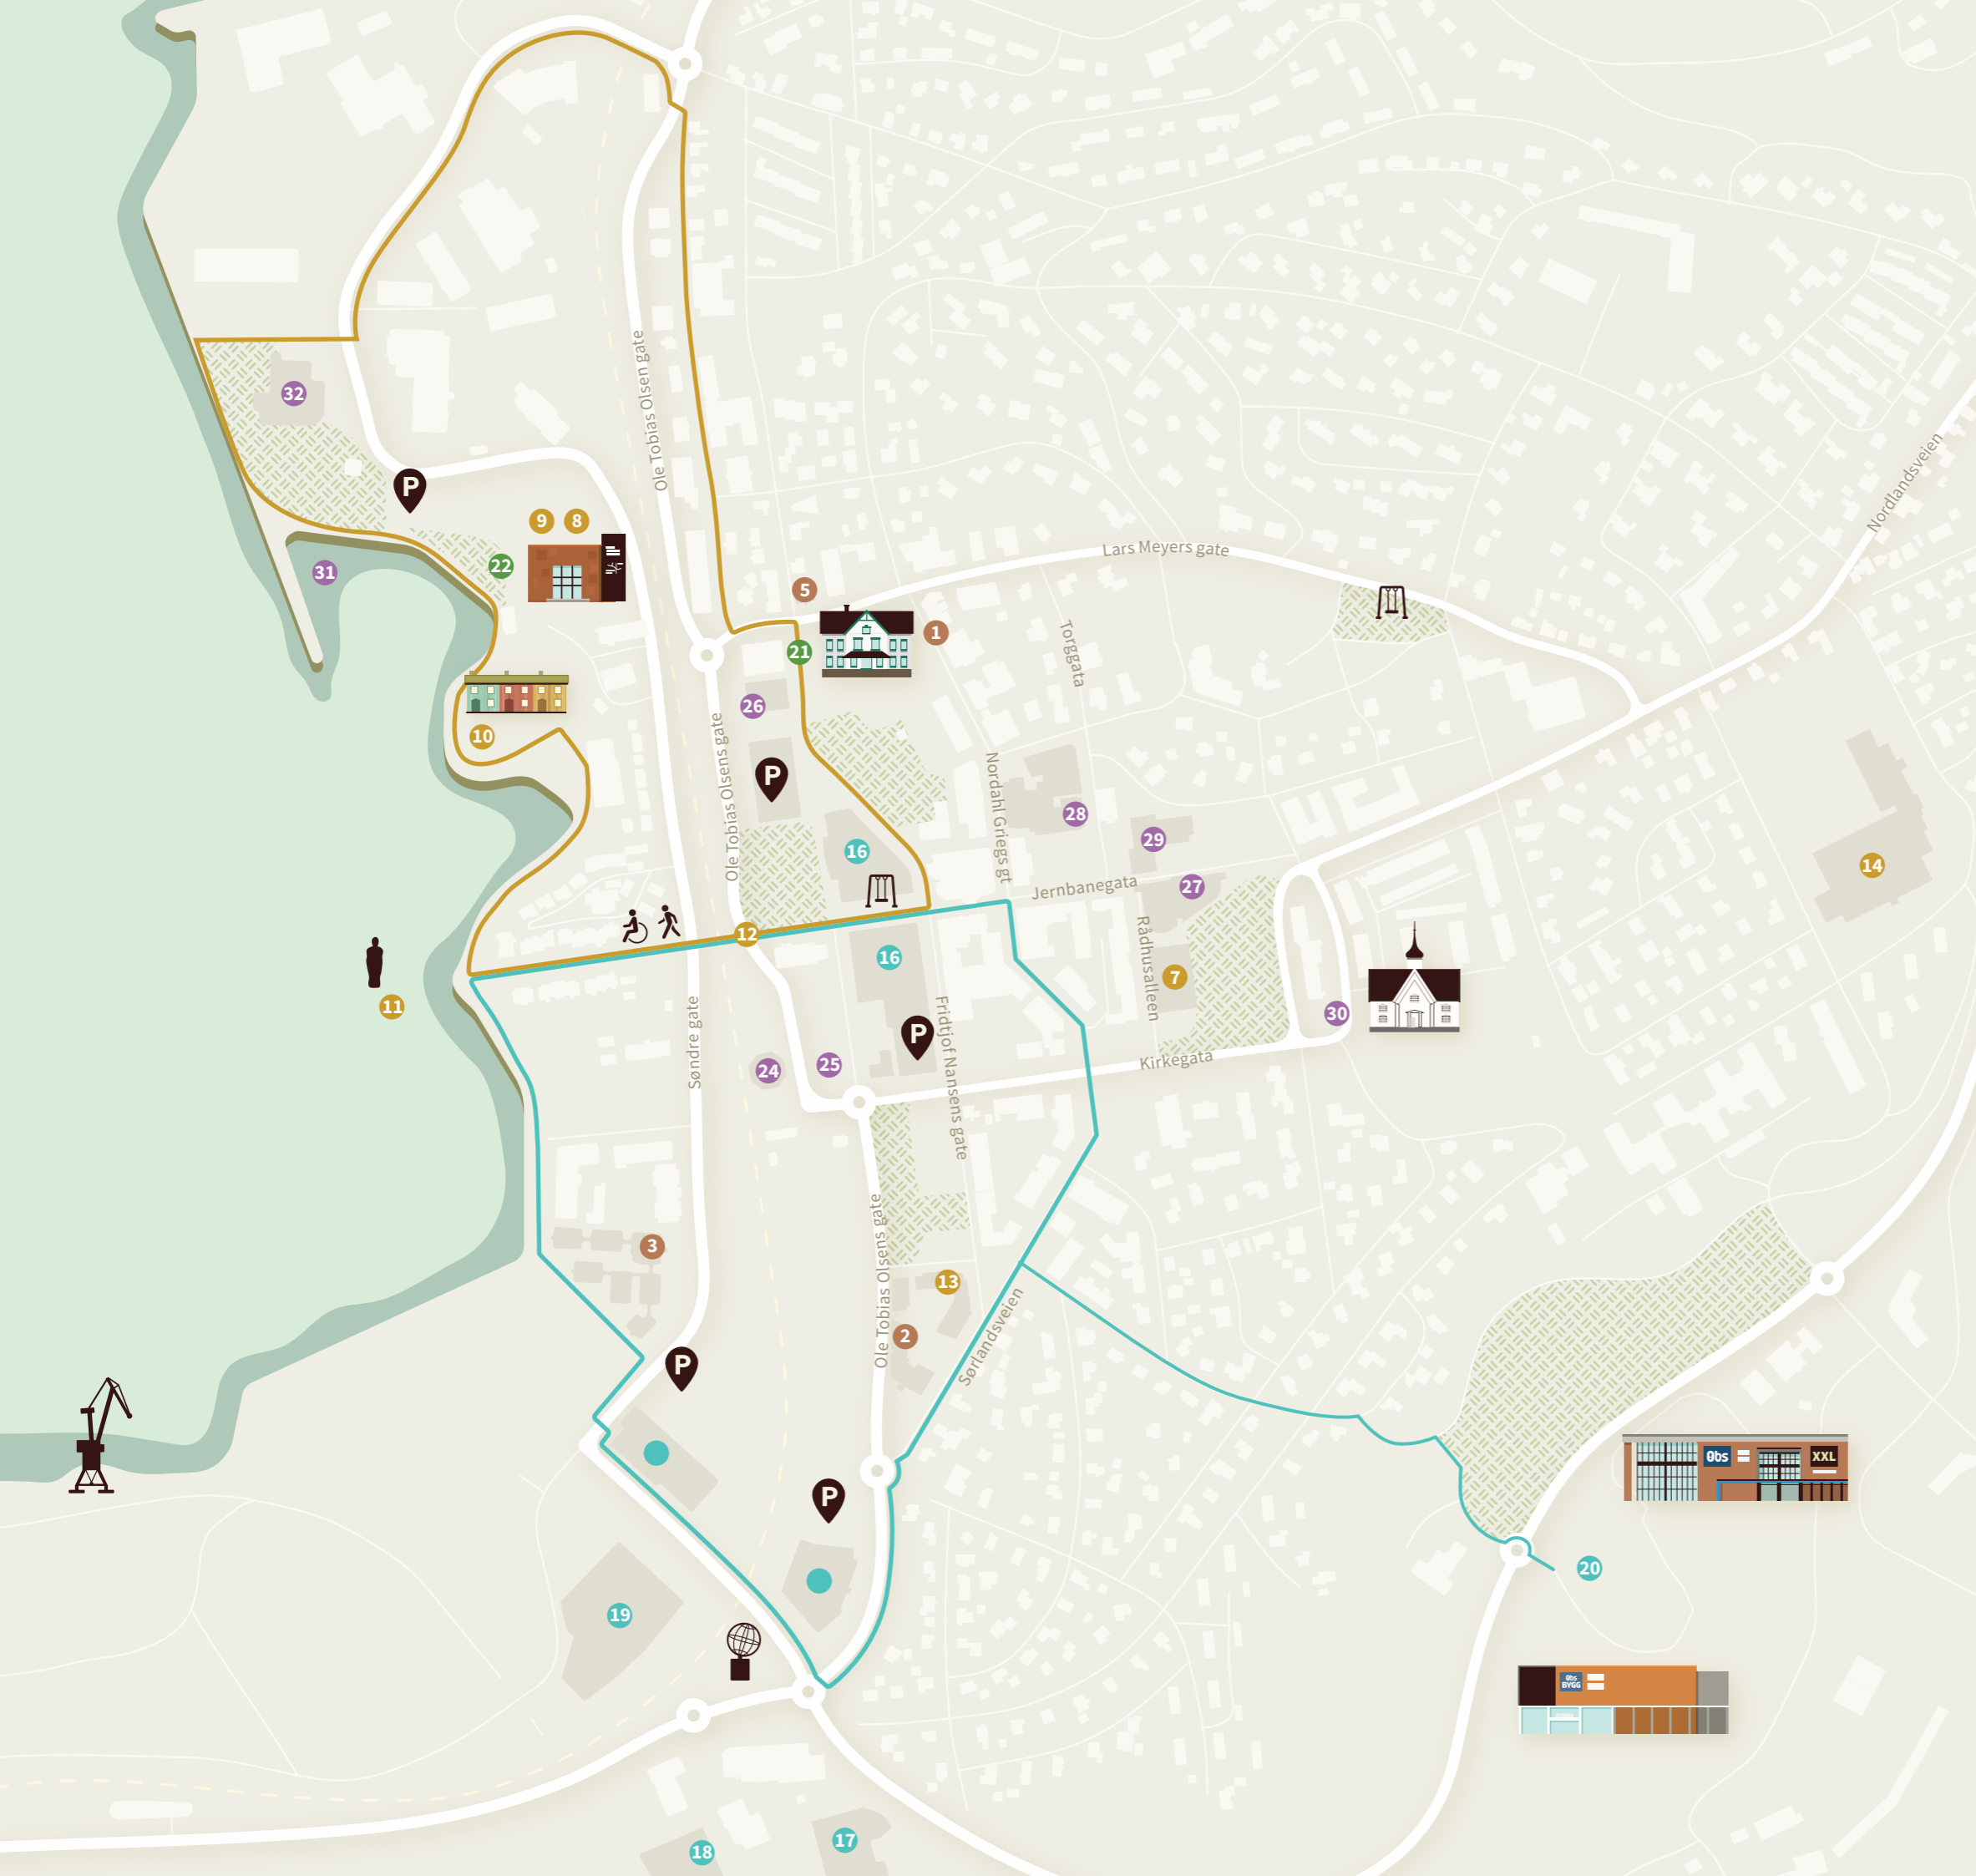 Ole Tobias Olsen gate
Nordlandsveien
32
P
9
8
22
31
5
Lars Meyers gate
1
21
Torggata
26
10
Ole Tobias Olsens gate
P
Nordahl Griegs gt
28
29
16
14
Jernbanegata
27
12
16
Rådhusalleen
7
11
30
Søndre gate
Fridtjof Nansens gate
P
24
25
Kirkegata
3
Ole Tobias Olsens gate
13
2
Sørlandsveien
P
Obs
XXL
P
20
19
Obs
BYGG
17
18